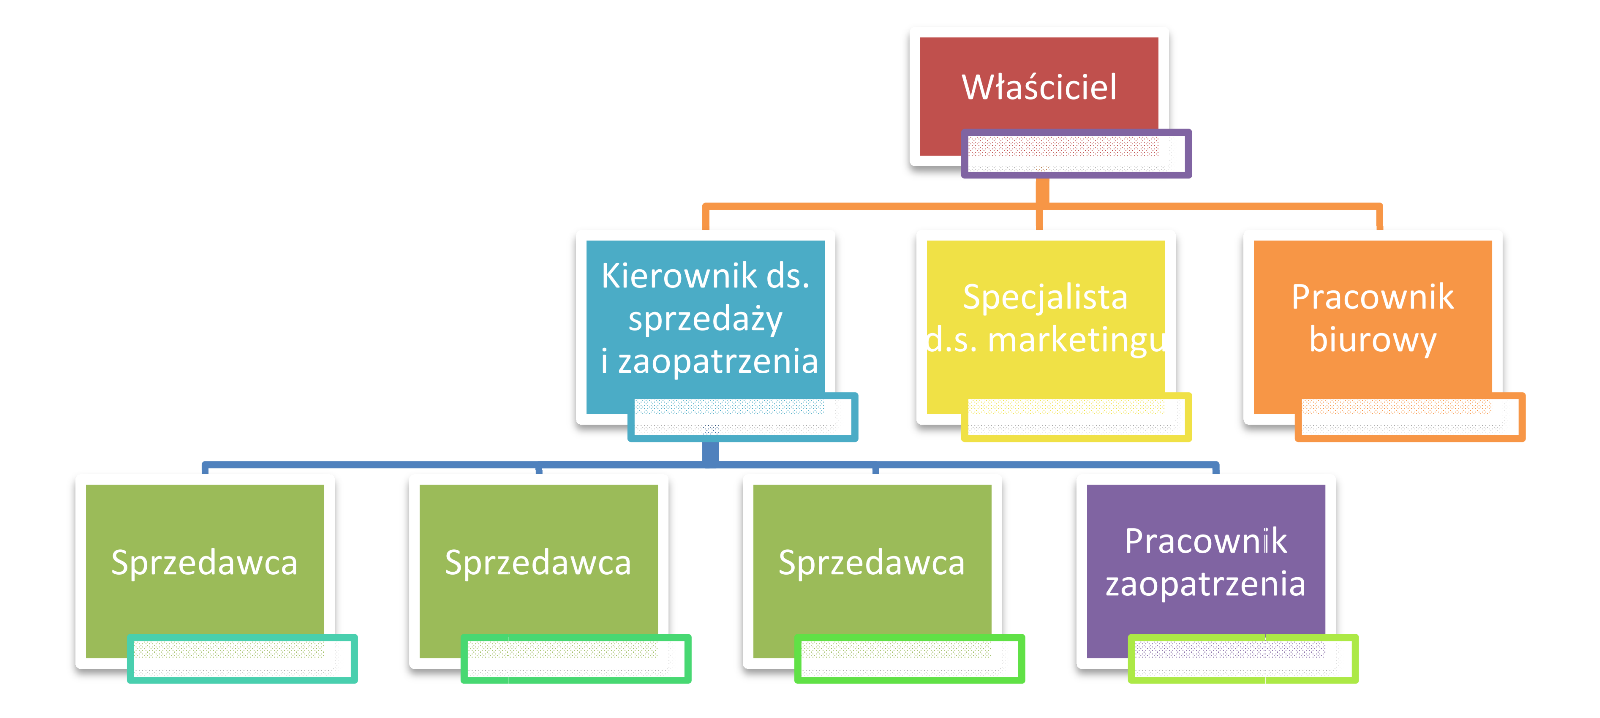 Właściciel
Kierownik ds.
sprzedaży
i zaopatrzenia
Specjalista
d.s. marketingu
Pracownik
biurowy
Sprzedawca
Sprzedawca
Sprzedawca
Pracownik
zaopatrzenia